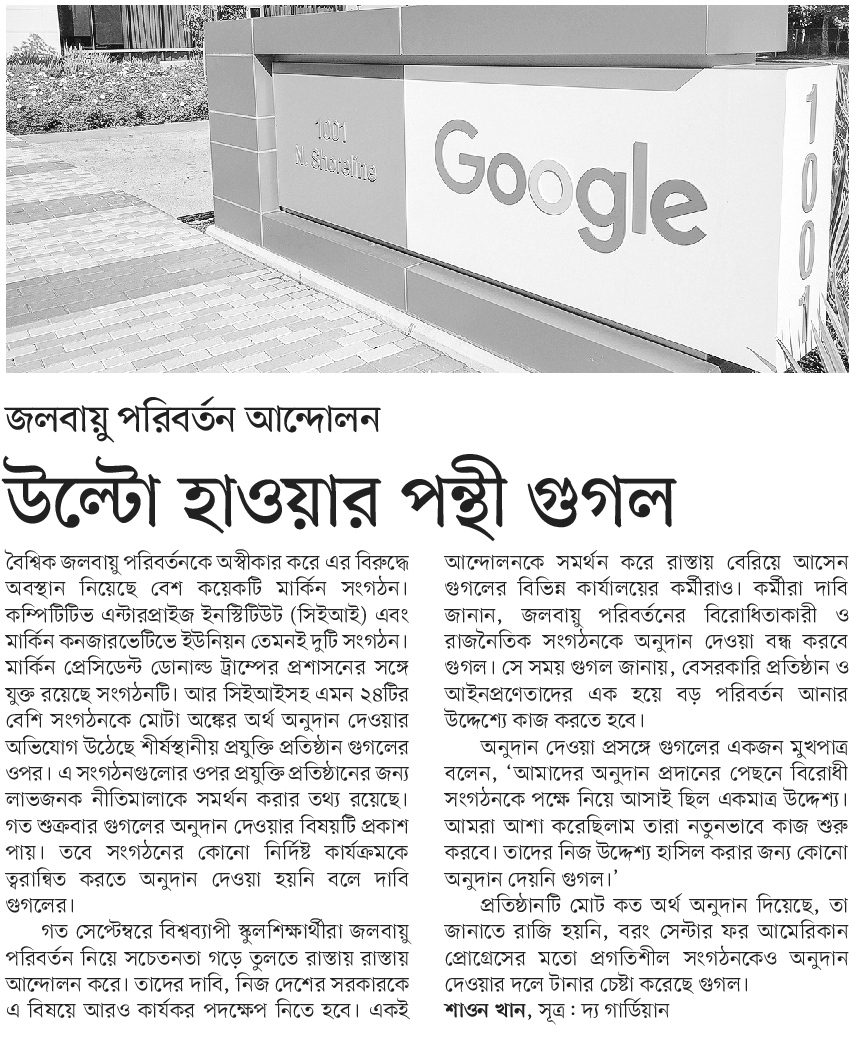 1001
N. Shoreline
Google
1001
জলবায়ু পরিবর্তন আন্দোলন
উল্টো হাওয়ার পন্থী গুগল
বৈশ্বিক জলবায়ু পরিবর্তনকে অস্বীকার করে এর বিরুদ্ধে
অবস্থান নিয়েছে বেশ কয়েকটি মার্কিন সংগঠন।
কম্পিটিটিভ এন্টারপ্রাইজ ইনস্টিটিউট (সিইআই) এবং
মার্কিন কনজারভেটিভে ইউনিয়ন তেমনই দুটি সংগঠন।
মার্কিন প্রেসিডেন্ট ডোনাল্ড ট্রাম্পের প্রশাসনের সঙ্গে
যুক্ত রয়েছে সংগঠনটি। আর সিইআইসহ এমন ২৪টির
বেশি সংগঠনকে মোটা অঙ্কের অর্থ অনুদান দেওয়ার
অভিযোগ উঠেছে শীর্ষস্থানীয় প্রযুক্তি প্রতিষ্ঠান গুগলের
ওপর। এ সংগঠনগুলোর ওপর প্রযুক্তি প্রতিষ্ঠানের জন্য
লাভজনক নীতিমালাকে সমর্থন করার তথ্য রয়েছে।
গত শুক্রবার গুগলের অনুদান দেওয়ার বিষয়টি প্রকাশ
পায়। তবে সংগঠনের কোনো নির্দিষ্ট কার্যক্রমকে
ত্বরান্বিত করতে অনুদান দেওয়া হয়নি বলে দাবি
গুগলের।
গত সেপ্টেম্বরে বিশ্বব্যাপী স্কুলশিক্ষার্থীরা জলবায়ু
পরিবর্তন নিয়ে সচেতনতা গড়ে তুলতে রাস্তায় রাস্তায়
আন্দোলন করে। তাদের দাবি, নিজ দেশের সরকারকে
এ বিষয়ে আরও কার্যকর পদক্ষেপ নিতে হবে। একই
আন্দোলনকে সমর্থন করে রাস্তায় বেরিয়ে আসেন
গুগলের বিভিন্ন কার্যালয়ের কর্মীরাও। কর্মীরা দাবি
জানান, জলবায়ু পরিবর্তনের বিরোধিতাকারী ও
রাজনৈতিক সংগঠনকে অনুদান দেওয়া বন্ধ করবে
গুগল। সে সময় গুগল জানায়, বেসরকারি প্রতিষ্ঠান ও
আইনপ্রণেতাদের এক হয়ে বড় পরিবর্তন আনার
উদ্দেশ্যে কাজ করতে হবে।
অনুদান দেওয়া প্রসঙ্গে গুগলের একজন মুখপাত্র
বলেন, ‘আমাদের অনুদান প্রদানের পেছনে বিরোধী
সংগঠনকে পক্ষে নিয়ে আসাই ছিল একমাত্র উদ্দেশ্য।
আমরা আশা করেছিলাম তারা নতুনভাবে কাজ শুরু
করবে। তাদের নিজ উদ্দেশ্য হাসিল করার জন্য কোনো
অনুদান দেয়নি গুগল।’
প্রতিষ্ঠানটি মোট কত অর্থ অনুদান দিয়েছে, তা
জানাতে রাজি হয়নি, বরং সেন্টার ফর আমেরিকান
প্রোগ্রেসের মতো প্রগতিশীল সংগঠনকেও অনুদান
দেওয়ার দলে টানার চেষ্টা করেছে গুগল।
শাওন খান, সূত্র : দ্য গার্ডিয়ান